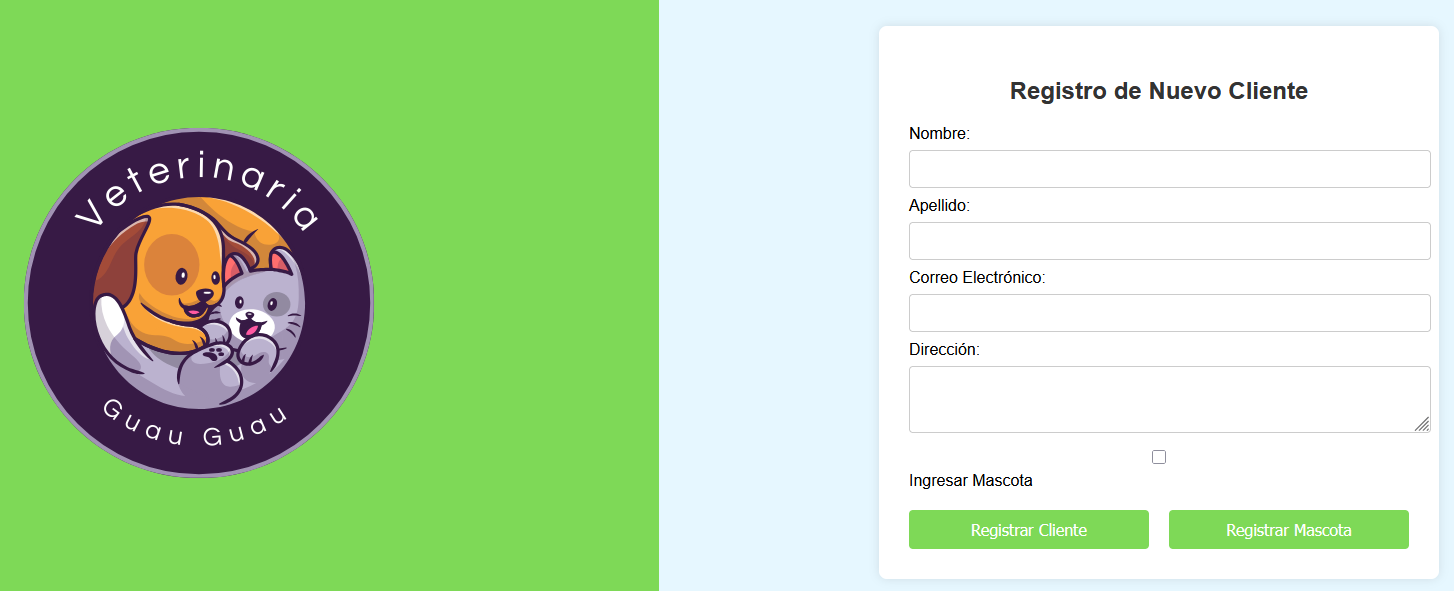 Veterinaria
Guau Guau
Registro de Nuevo Cliente
Nombre:
Apellido:
Correo Electrónico:
Dirección:
Ingresar Mascota
Registrar Cliente
Registrar Mascota